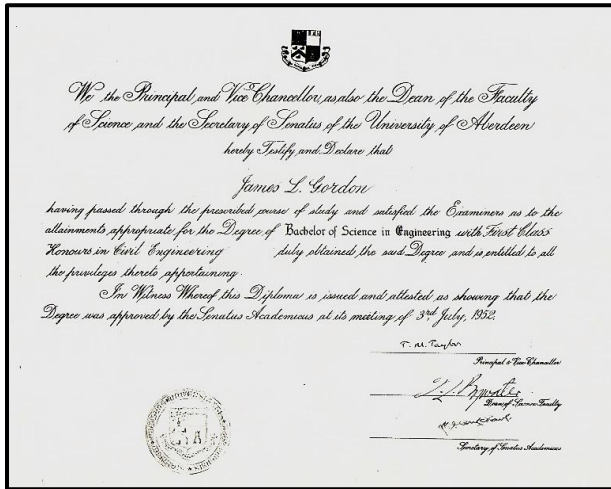 We the Principal and Vice Chancellor, as also the Dean of the Faculty
of Science and the Secretary of Senatus of the University of Aberdeen
hereby Testify and Declare that
James L. Gordon
having passed through the prescribed course of study and satisfied the Examiners as to the
attainments appropriate for the Degree of Bachelor of Science in Engineering with First Class
Honours in Civil Engineering duly obtained the said Degree and is entitled to all
the privileges thereto appertaining.
In Witness Whereof this Diploma is issued and attested as showing that the
Degree was approved by the Senatus Academicus at its meeting of 3rd July, 1952.
T. M. Taylor
Principal & Vice Chancellor
Dean of Science Faculty
Secretary of Senatus Academicus